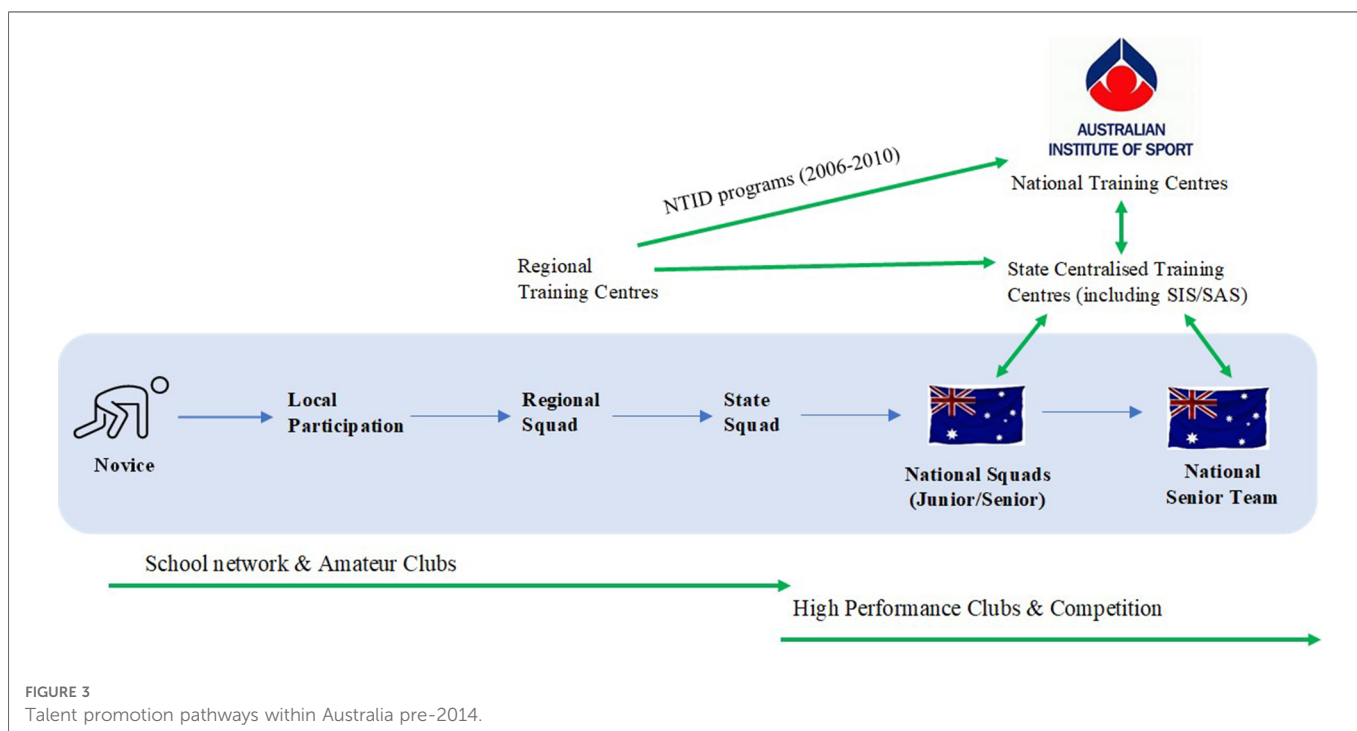 AUSTRALIAN
INSTITUTE OF SPORT
National Training Centres
NTID programs (2006-2010)
Regional
Training Centres
State Centralised Training
Centres (including SIS/SAS)
Novice
Local
Participation
Regional
Squad
State
Squad
National Squads
(Junior/Senior)
National
Senior Team
School network & Amateur Clubs
High Performance Clubs & Competition
FIGURE 3
Talent promotion pathways within Australia pre-2014.